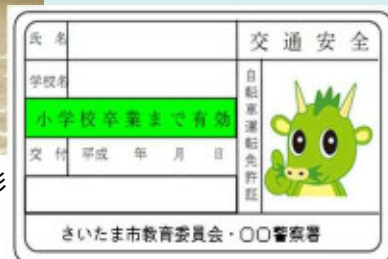 氏名
交通安全
学校名
小学校卒業まで有効
自転車運転免許証
交付 平成 年 月 日
さいたま市教育委員会・〇〇警察署
彡